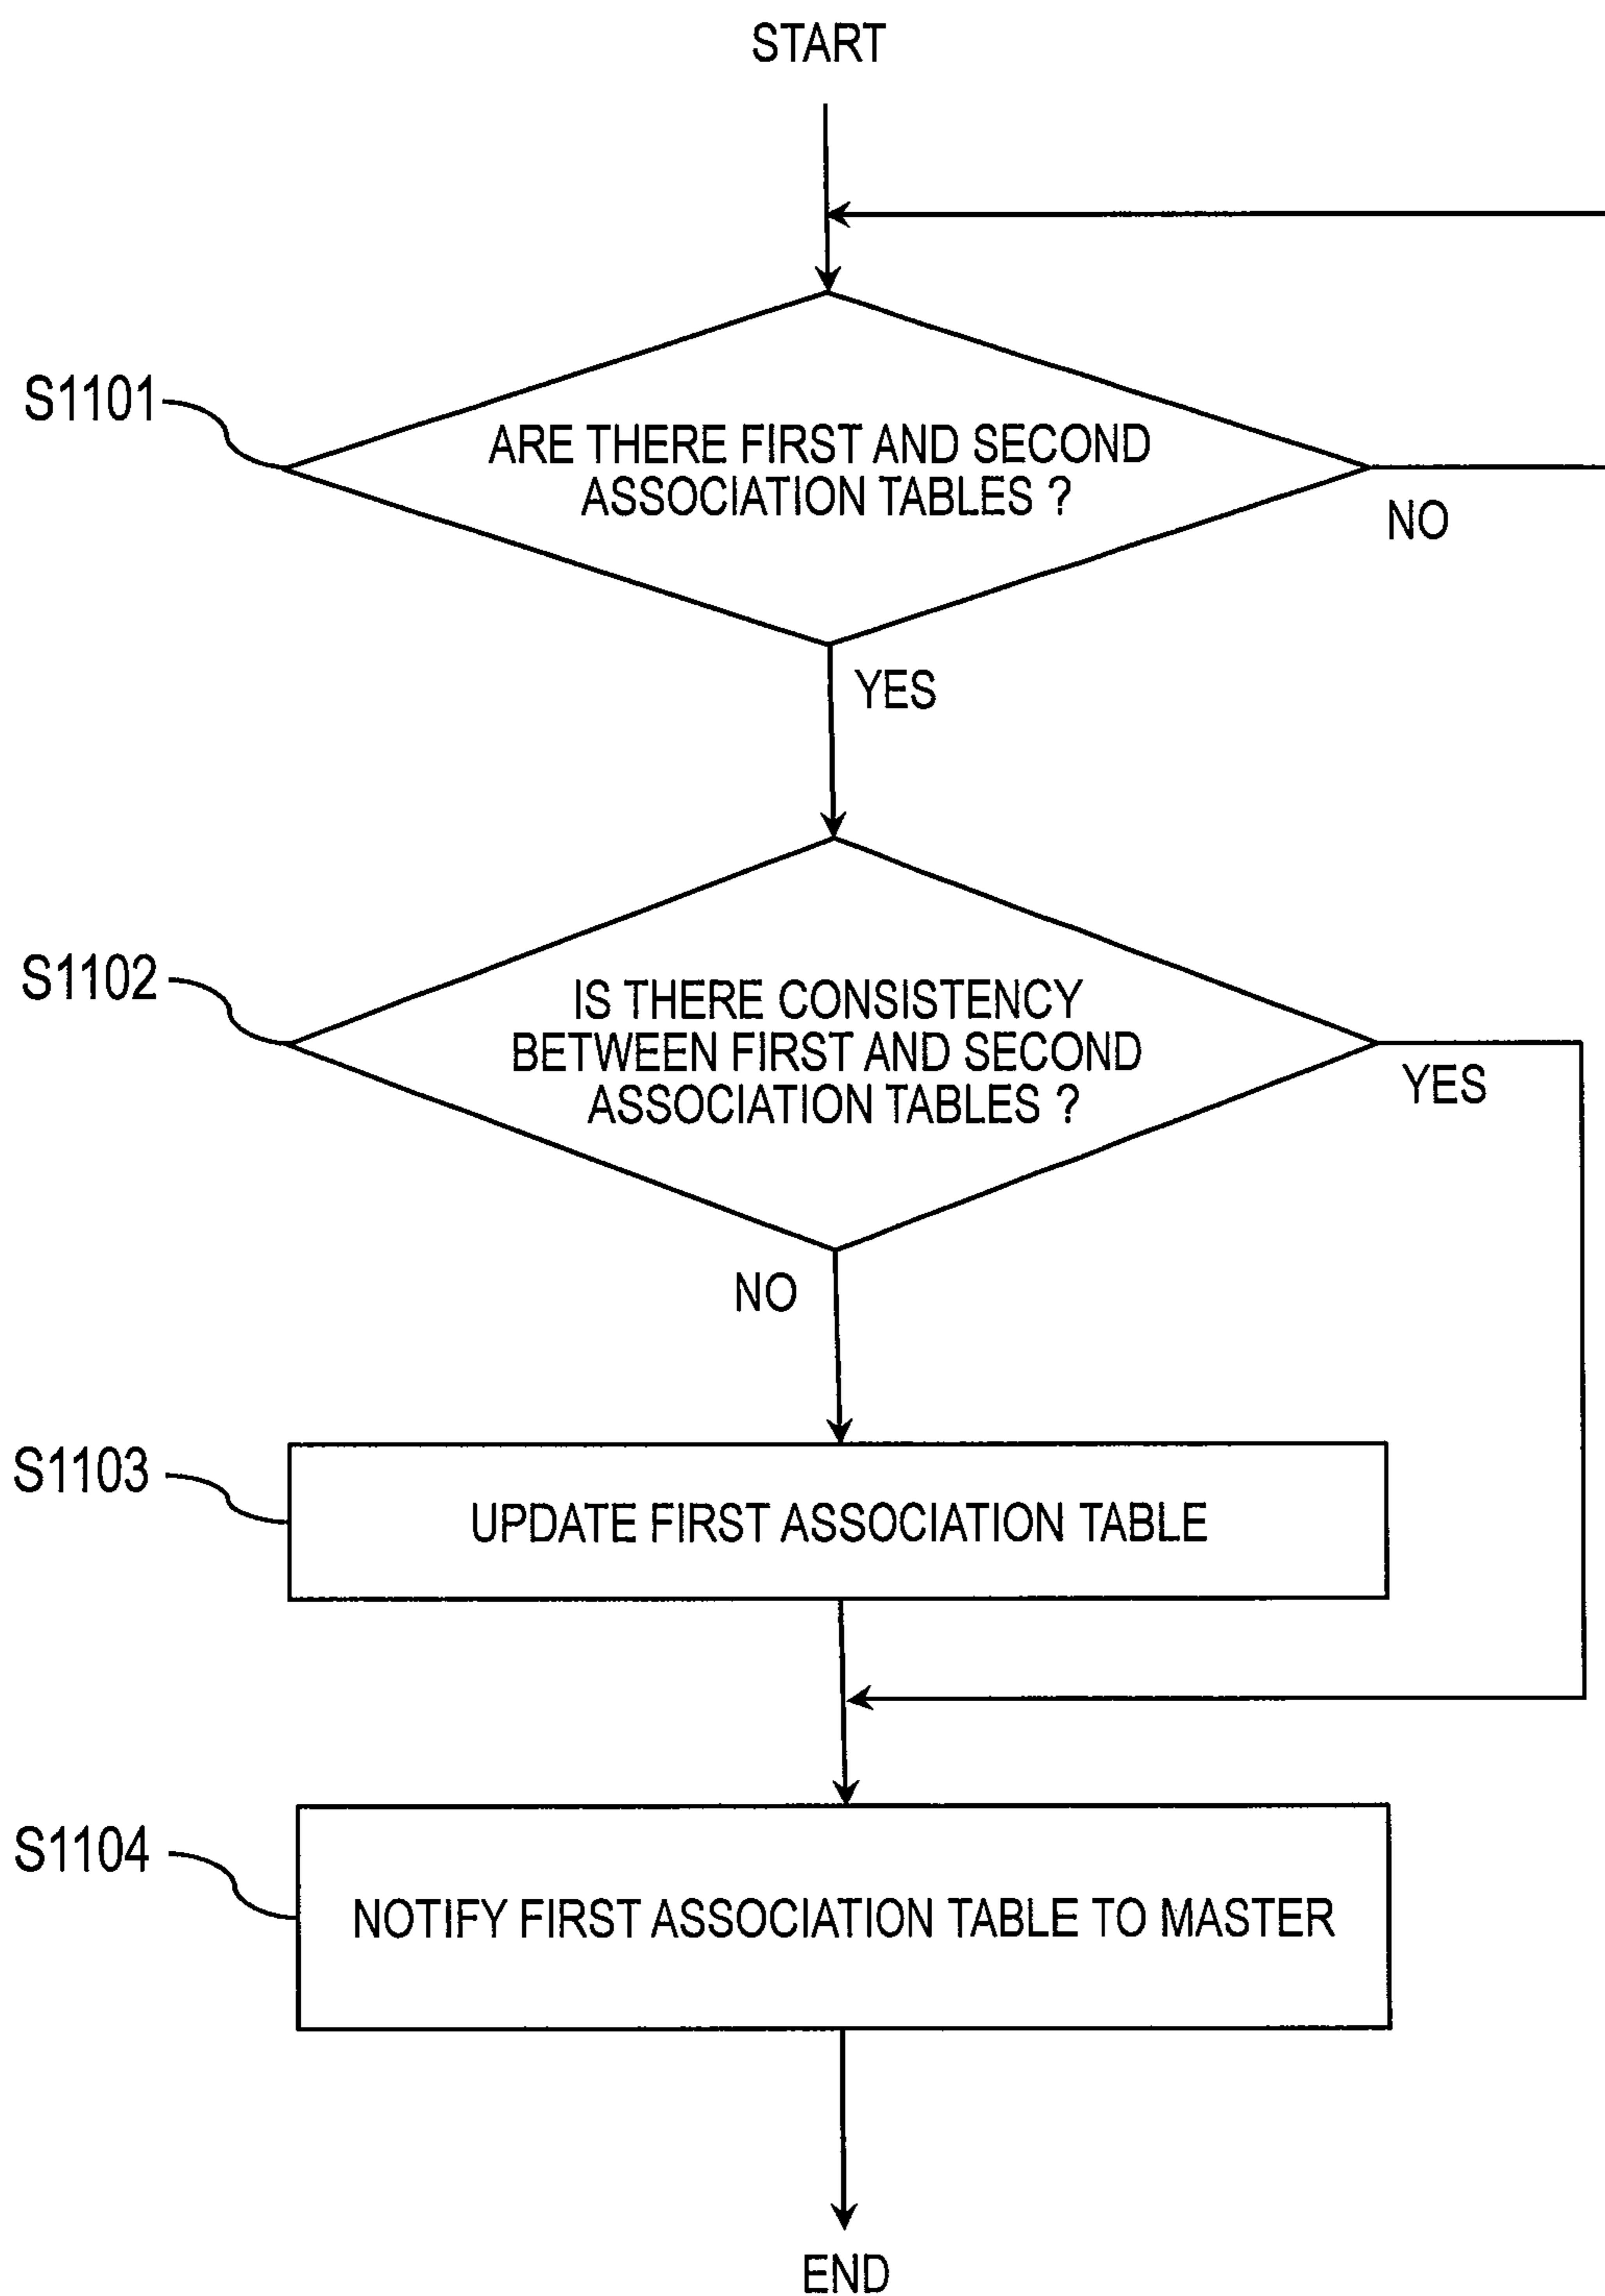 START
S1101
ARE THERE FIRST AND SECOND
ASSOCIATION TABLES ?
NO
YES
S1102
IS THERE CONSISTENCY
BETWEEN FIRST AND SECOND
ASSOCIATION TABLES ?
YES
NO
S1103
UPDATE FIRST ASSOCIATION TABLE
S1104
NOTIFY FIRST ASSOCIATION TABLE TO MASTER
END